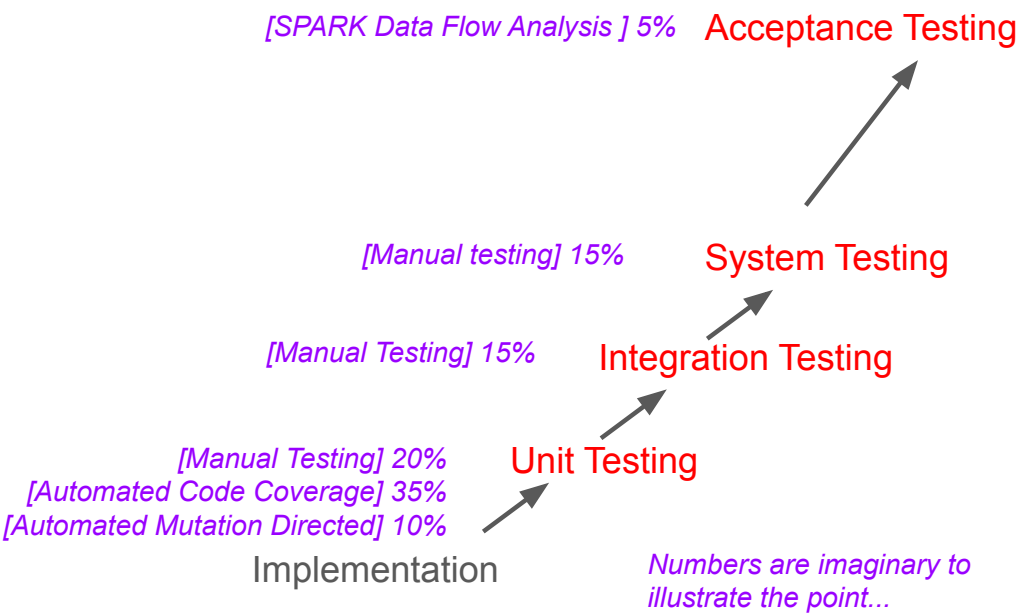 [SPARK Data Flow Analysis ] 5% Acceptance Testing
[Manual testing] 15% System Testing
[Manual Testing] 15% Integration Testing
[Manual Testing] 20% Unit Testing
[Automated Code Coverage] 35%
[Automated Mutation Directed] 10%
Implementation
Numbers are imaginary to
illustrate the point...